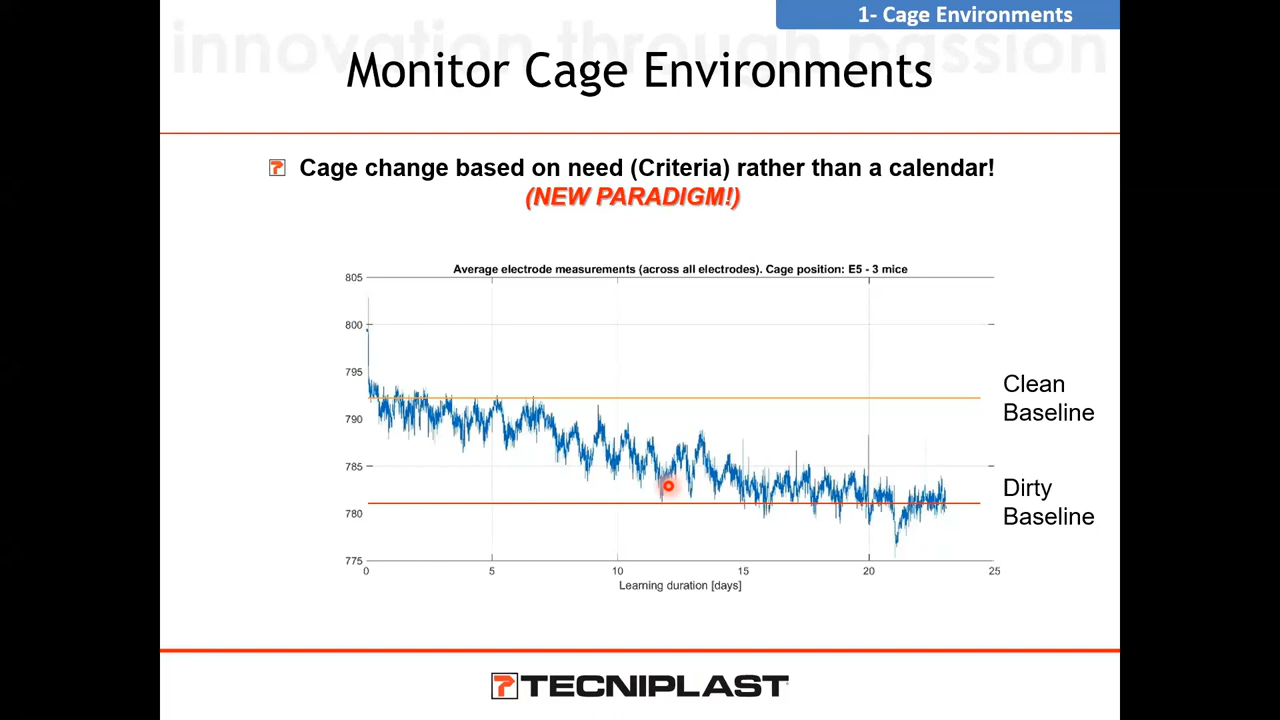 1- Cage Environments
innovation through passion
Monitor Cage Environments
Cage change based on need (Criteria) rather than a calendar!
(NEW PARADIGM!)
Average electrode measurements (across all electrodes). Cage position: E5 - 3 mice
805
800
795
790
785
780
775
0
5
10
15
20
25
Learning duration [days]
Clean
Baseline
Dirty
Baseline
TECNIPLAST